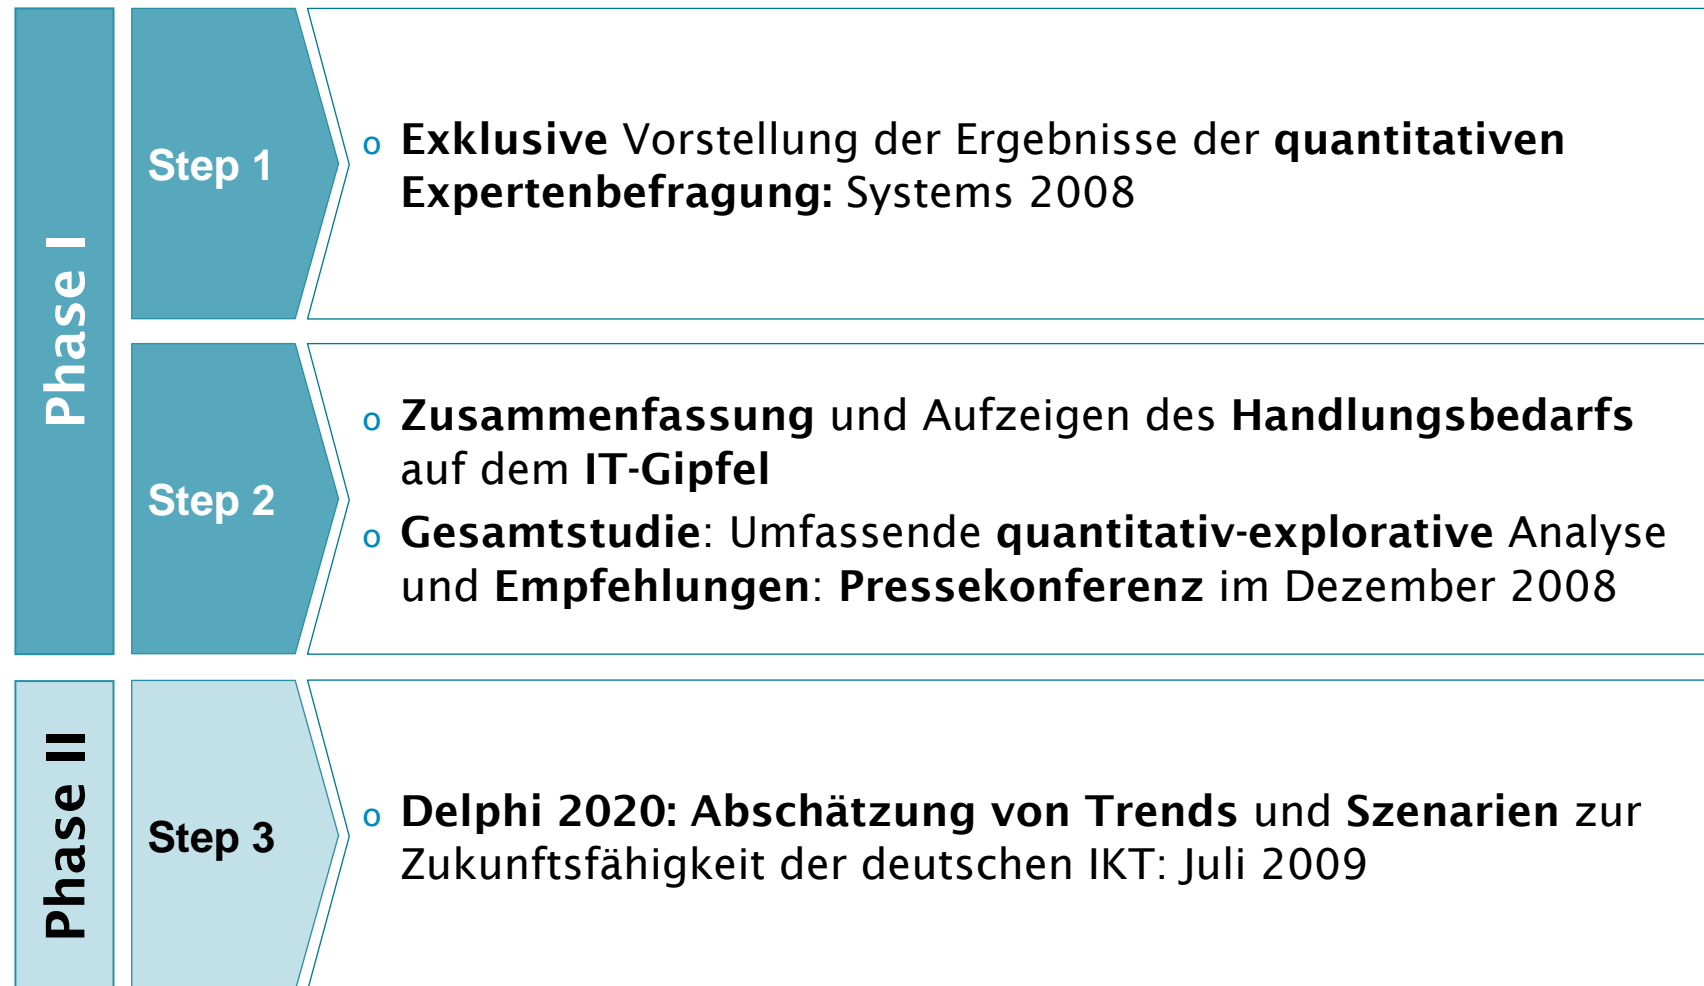 Phase I
Step 1
o Exklusive Vorstellung der Ergebnisse der quantitativen
Expertenbefragung: Systems 2008
Step 2
o Zusammenfassung und Aufzeigen des Handlungsbedarfs
auf dem IT-Gipfel
o Gesamtstudie: Umfassende quantitativ-explorative Analyse
und Empfehlungen: Pressekonferenz im Dezember 2008
Phase II
Step 3
o Delphi 2020: Abschätzung von Trends und Szenarien zur
Zukunftsfähigkeit der deutschen IKT: Juli 2009